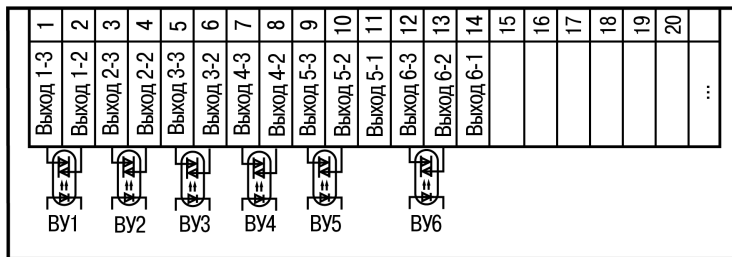 1 2 3 4 5 6 7 8 9 10 11 12 13 14 15 16 17 18 19 20
Выход 1-3
Выход 1-2
Выход 2-3
Выход 2-2
Выход 3-3
Выход 3-2
Выход 4-3
Выход 4-2
Выход 5-3
Выход 5-2
Выход 5-1
Выход 6-3
Выход 6-2
Выход 6-1
...
ВУ1 ВУ2 ВУ3 ВУ4 ВУ5 ВУ6